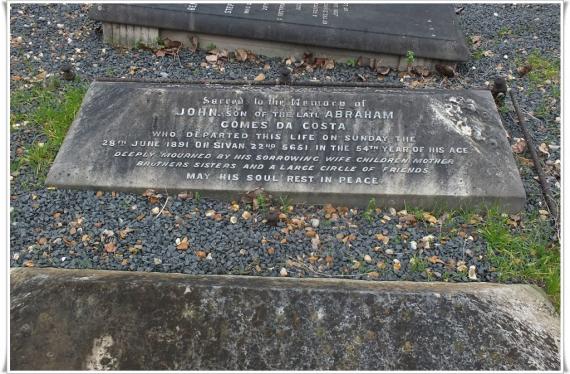 Sacred to the Memory of
JOHN, SON OF THE LATE ABRAHAM
GOMES DA COSTA
WHO DEPARTED THIS LIFE ON SUNDAY THE
28TH JUNE 1891 OR SIVAN 22ND 5651 IN THE 54TH YEAR OF HIS AGE.
DEEPLY MOURNED BY HIS SORROWING WIFE CHILDREN MOTHER
BROTHERS SISTERS AND A LARGE CIRCLE OF FRIENDS.
MAY HIS SOUL REST IN PEACE.